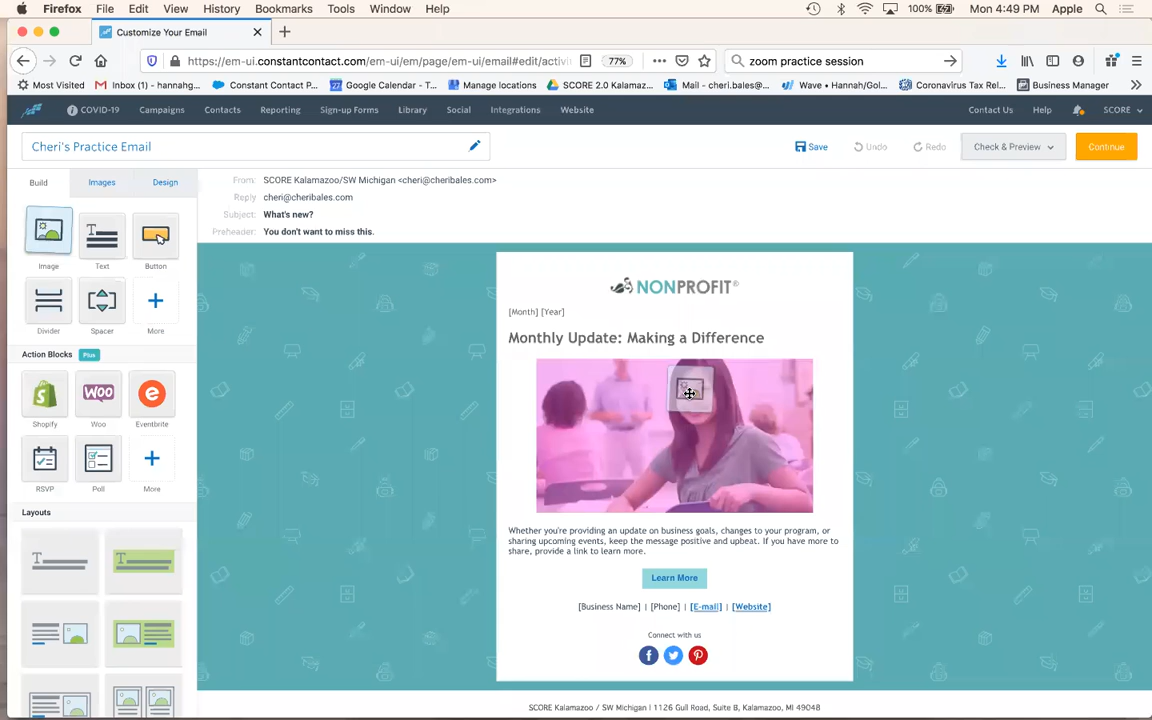 Firefox File Edit View History Bookmarks Tools Window Help 100% Mon 4:49 PM Apple
Customize Your Email
https://em-ui.constantcontact.com/em-ui/em/page/em-ui/email#edit/activi 77% zoom practice session
Most Visited Inbox (1) - hannahg... Constant Contact P... Google Calendar - T... Manage locations SCORE 2.0 Kalamazo... Mail - cheri.bales@... Wave • Hannah/Gol... Coronavirus Tax Rel... Business Manager
COVID-19 Campaigns Contacts Reporting Sign-up Forms Library Social Integrations Website Contact Us Help SCORE
Cheri's Practice Email Save Undo Redo Check & Preview Continue
Build Images Design
From: SCORE Kalamazoo/SW Michigan <cheri@cheribales.com>
Reply cheri@cheribales.com
Subject: What's new?
Preheader: You don't want to miss this.
Image Text Button
Divider Spacer More
Action Blocks Plus
Shopify Woo Eventbrite
RSVP Poll More
Layouts
NONPROFIT®
[Month] [Year]
Monthly Update: Making a Difference
Whether you're providing an update on business goals, changes to your program, or
sharing upcoming events, keep the message positive and upbeat. If you have more to
share, provide a link to learn more.
Learn More
[Business Name] | [Phone] | [E-mail] | [Website]
Connect with us
SCORE Kalamazoo / SW Michigan | 1126 Gull Road, Suite B, Kalamazoo, MI 49048